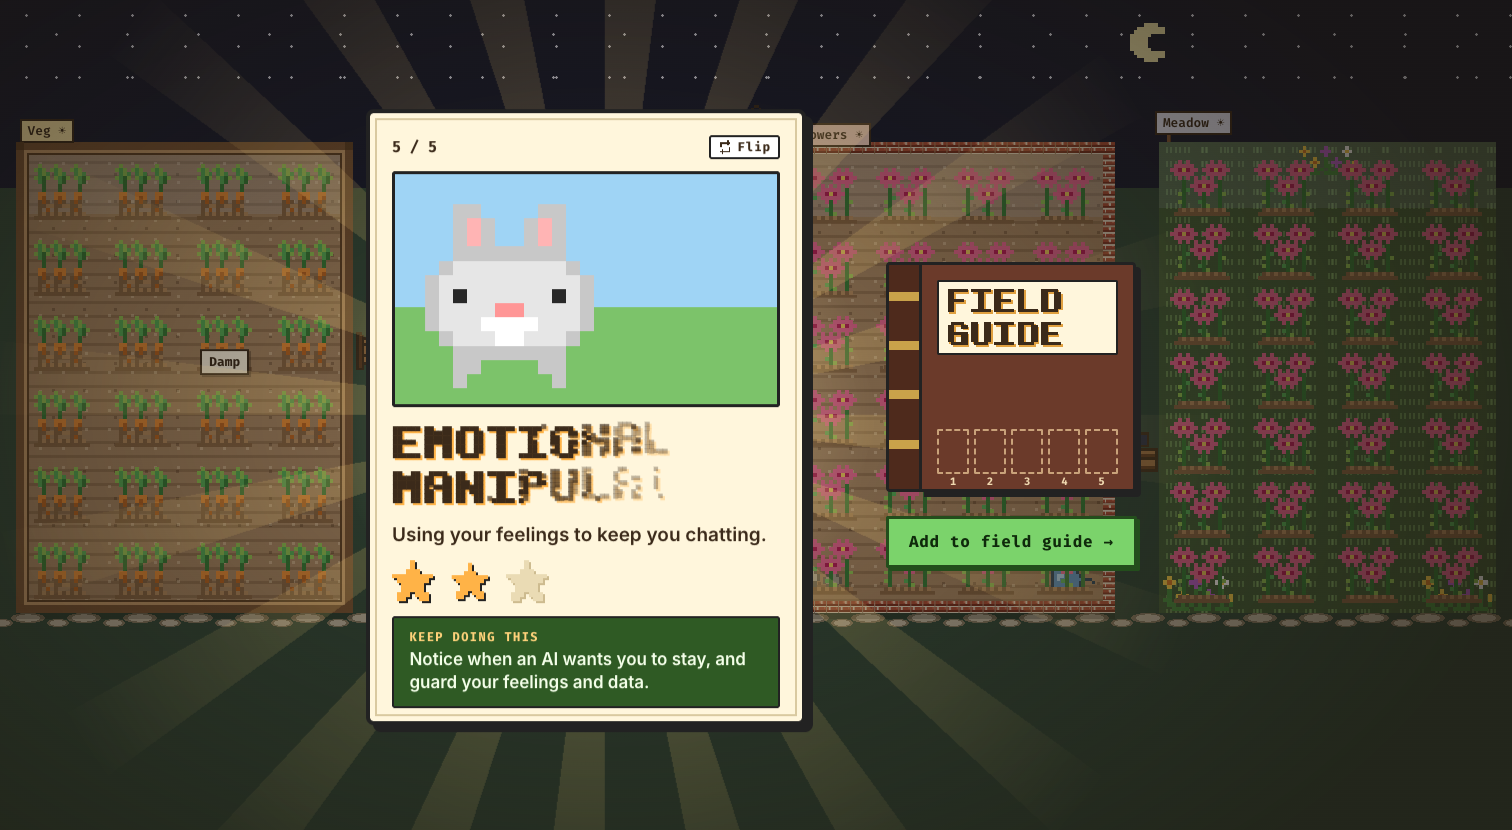 Veg ☀
5 / 5
Flip
owers ☀
Meadow ☀
FIELD
GUIDE
Damp
EMOTIONAL
1 2 3 4 5
Using your feelings to keep you chatting.
Add to field guide →
KEEP DOING THIS
Notice when an AI wants you to stay, and
guard your feelings and data.